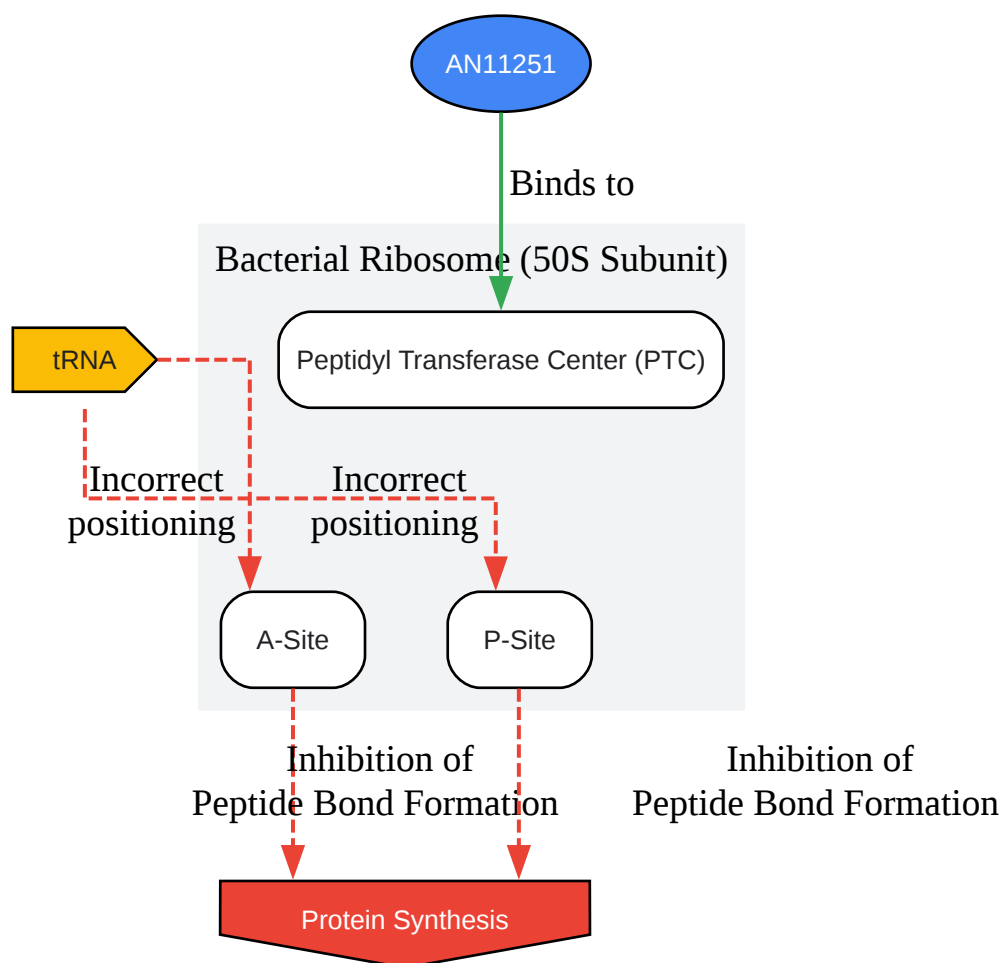 AN11251
Binds to
Bacterial Ribosome (50S Subunit)
tRNA
Peptidyl Transferase Center (PTC)
Incorrect
positioning
Incorrect
positioning
A-Site
P-Site
Inhibition of
Peptide Bond Formation
Inhibition of
Peptide Bond Formation
Protein Synthesis